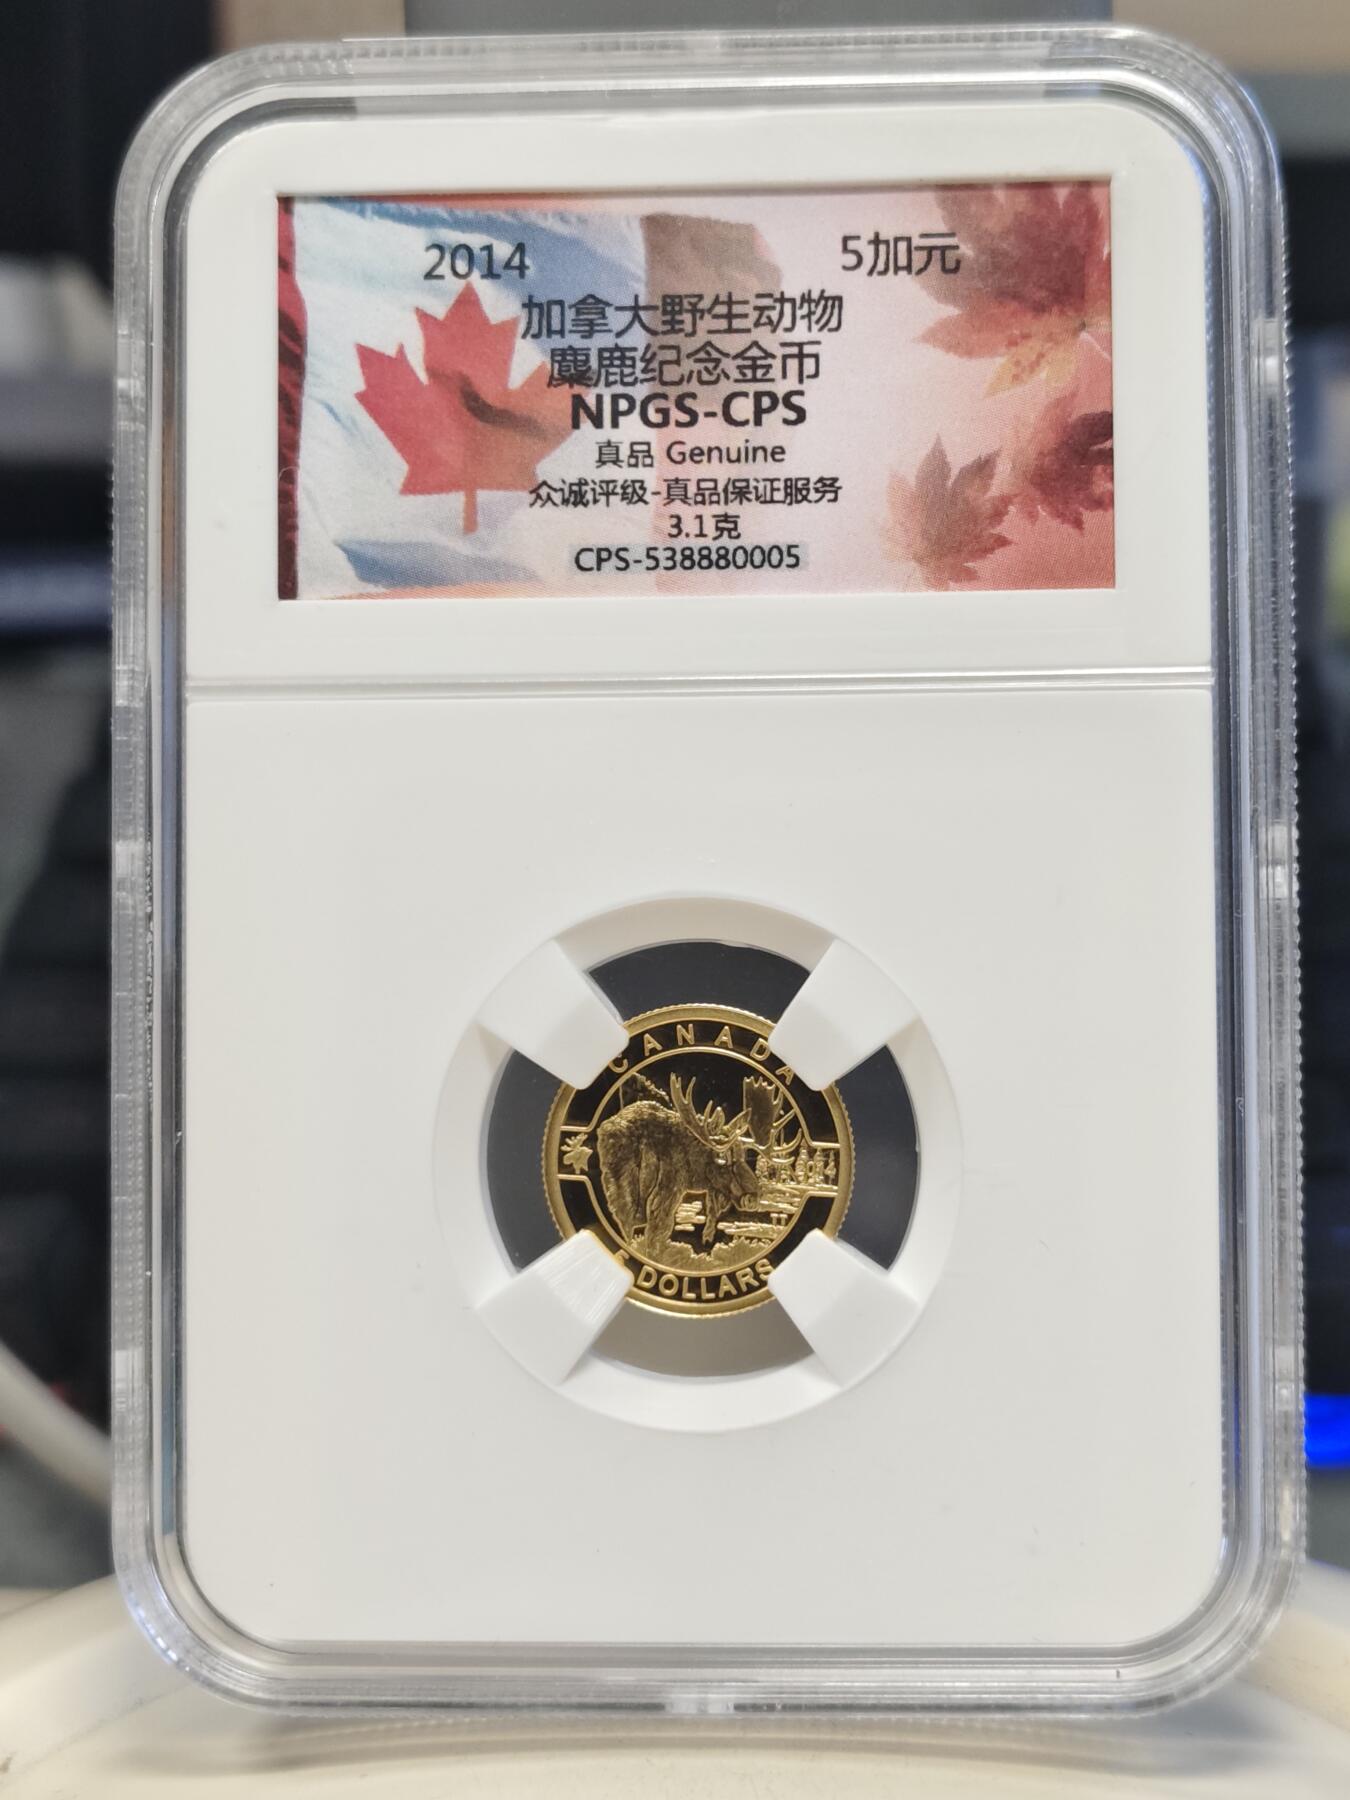 2014 5加元
加拿大野生动物
麋鹿纪念金币
NPGS-CPS
真品 Genuine
众诚评级-真品保证服务
3.1克
CPS-538880005
CANADA
DOLLARS